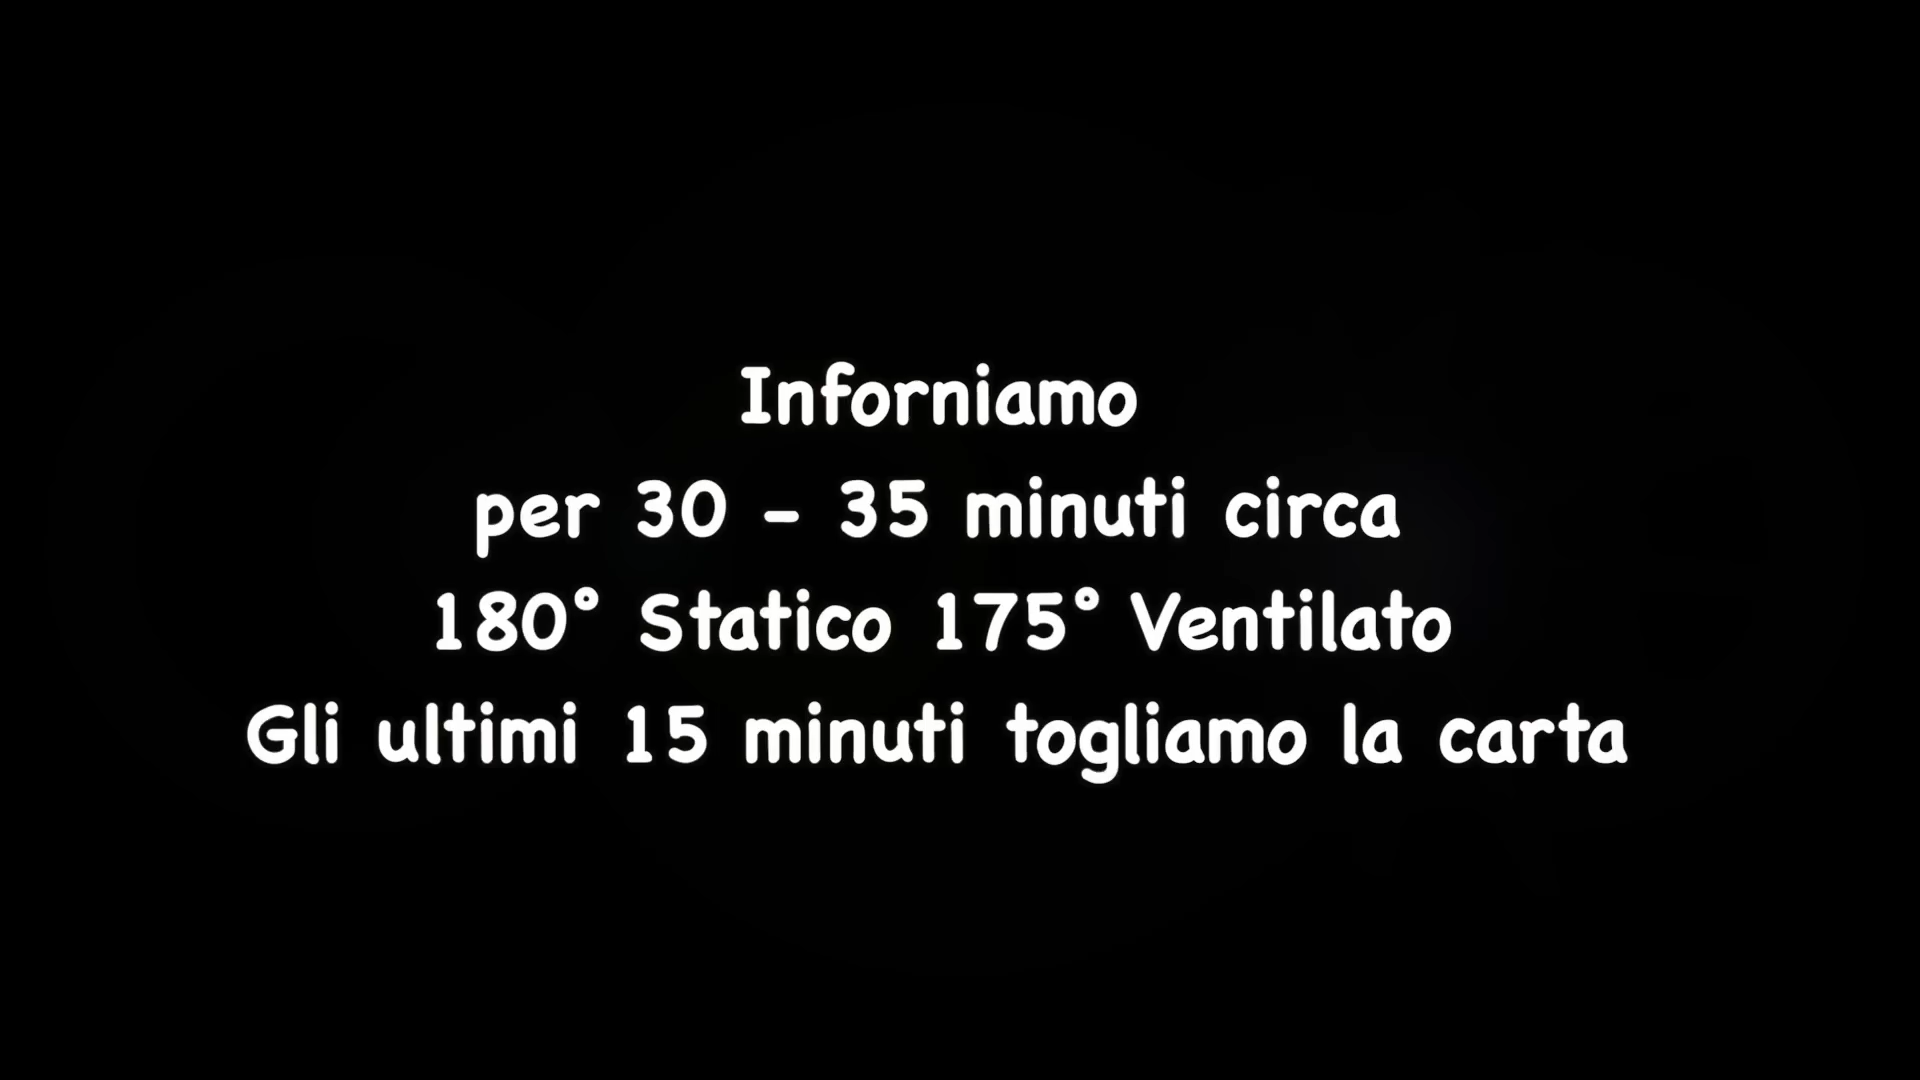 Inforniamo
per 30 - 35 minuti circa
180° Statico 175° Ventilato
Gli ultimi 15 minuti togliamo la carta